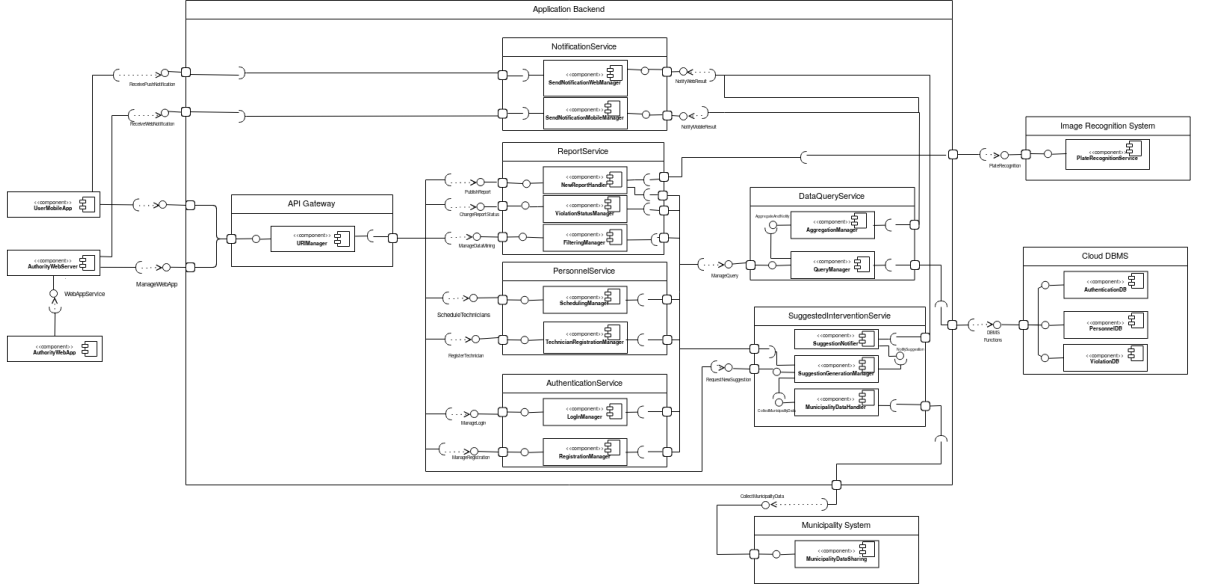 Application Backend
NotificationService
<<component>>
SendNotificationWebManager
NotifyWebResult
ReceivePushNotification
<<component>>
SendNotificationMobileManager
NotifyMobileResult
ReceiveWebNotification
Image Recognition System
<<component>>
PlateRecognitionService
PlateRecognition
ReportService
<<component>>
NewReportHandler
PublishReport
<<component>>
ViolationStatusManager
ChangeReportStatus
<<component>>
FilteringManager
ManageDataMining
<<component>>
UserMobileApp
API Gateway
<<component>>
URIManager
DataQueryService
AggregateAndNotify
<<component>>
AggregationManager
<<component>>
QueryManager
ManageQuery
<<component>>
AuthorityWebServer
ManageWebApp
WebAppService
<<component>>
AuthorityWebApp
Cloud DBMS
<<component>>
AuthenticationDB
<<component>>
PersonnelDB
<<component>>
ViolationDB
DBMS
Functions
PersonnelService
<<component>>
SchedulingManager
ScheduleTechnicians
<<component>>
TechnicianRegistrationManager
RegisterTechnician
SuggestedInterventionServie
<<component>>
SuggestionNotifier
<<component>>
SuggestionGenerationManager
RequestNewSuggestion
<<component>>
MunicipalityDataHandler
CollectMunicipalityData
AuthenticationService
<<component>>
LogInManager
ManageLogin
<<component>>
RegistrationManager
ManageRegistration
CollectMunicipalityData
Municipality System
<<component>>
MunicipalityDataSharing